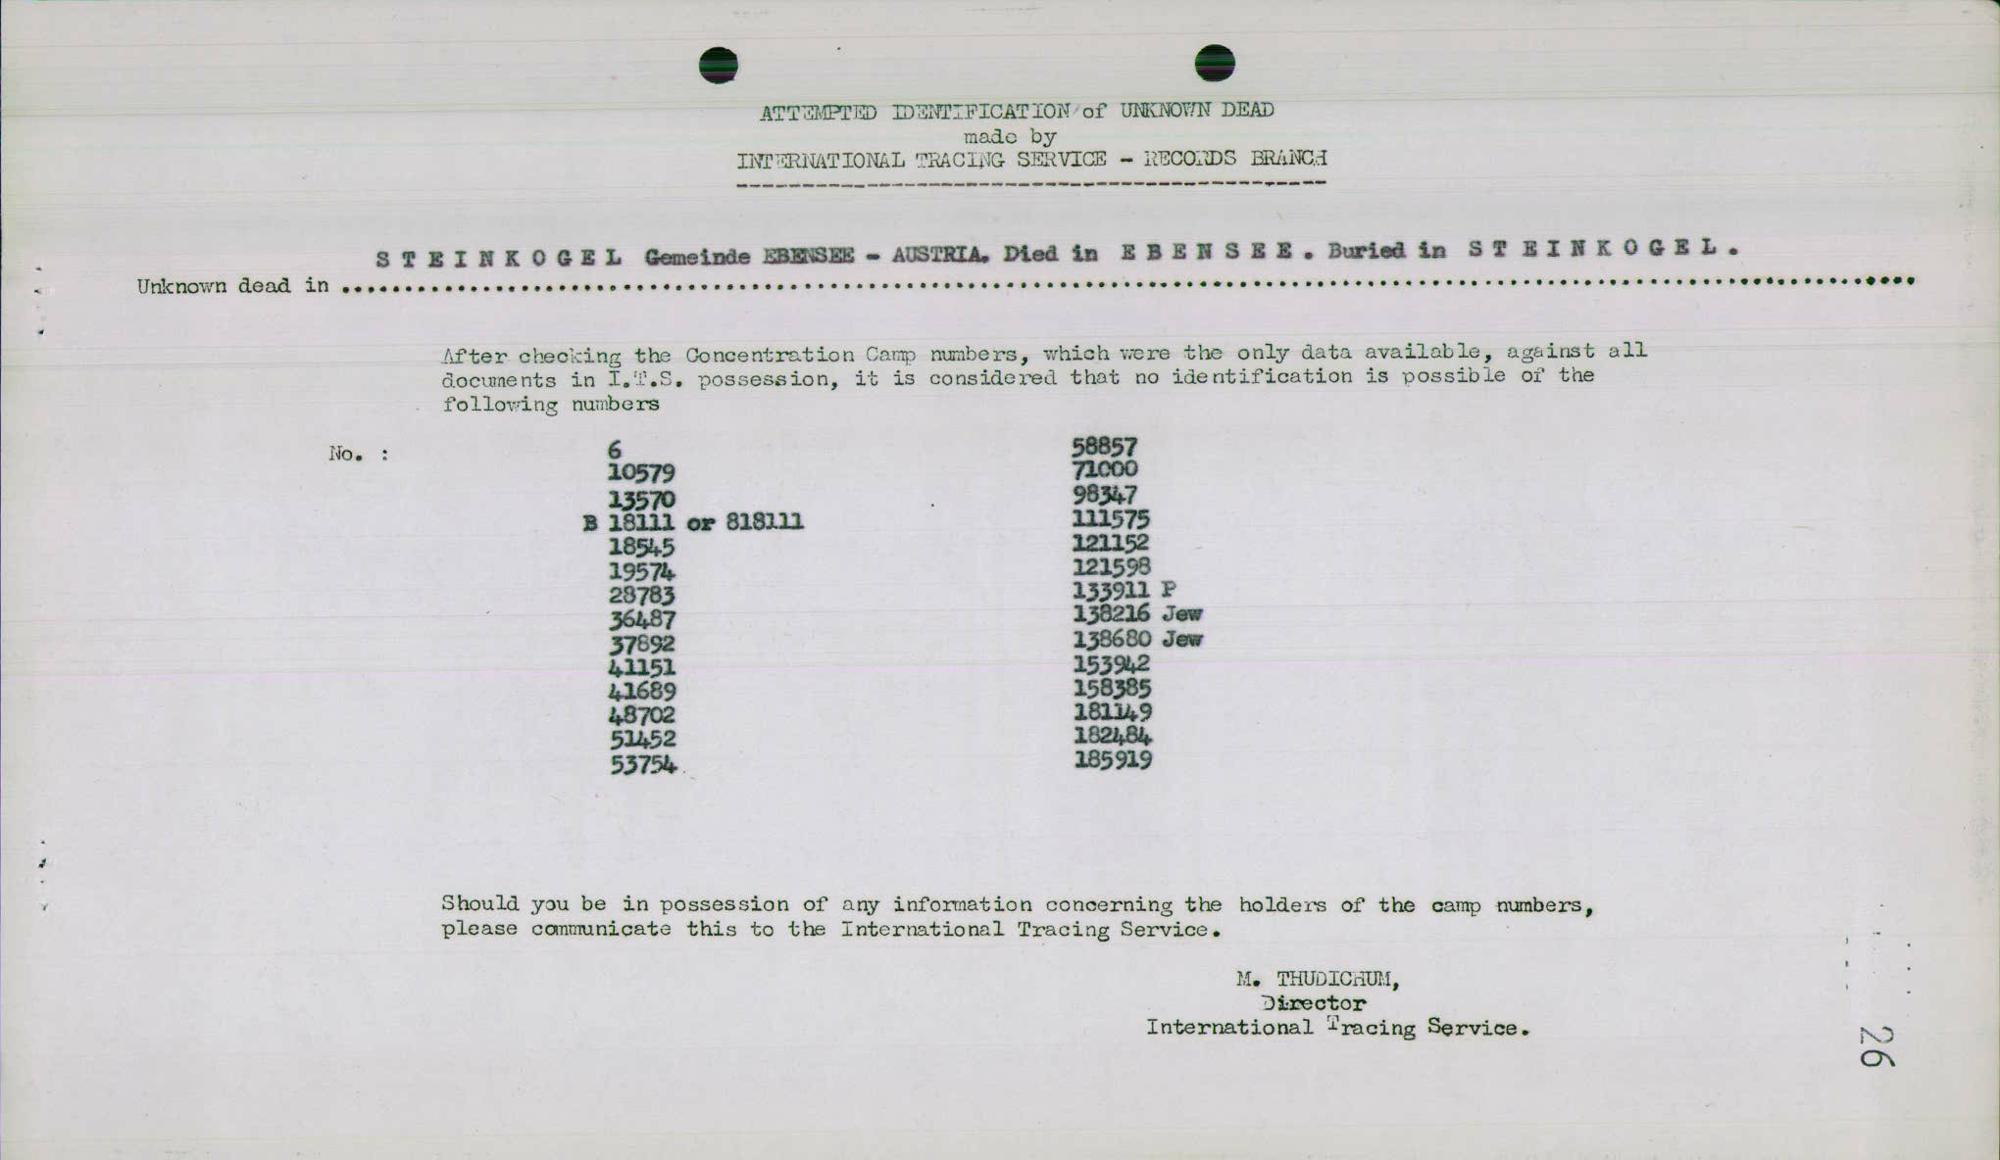 ATTEMPTED IDENTIFICATION of UNKNOWN DEAD
made by
INTERNATIONAL TRACING SERVICE - RECORDS BRANCH
STEINKOGEL Gemeinde EBENSEE - AUSTRIA. Died in EBENSEE. Buried in STEINKOGEL.
Unknown dead in
After checking the Concentration Camp numbers, which were the only data available, against all
documents in I.T.S. possession, it is considered that no identification is possible of the
following numbers
No. :
6
10579
13570
B 18111 or 818111
18545
19574
28783
36487
37892
41151
41689
48702
51452
53754
58857
71000
98347
111575
121152
121598
133911 P
138216 Jew
138680 Jew
153942
158385
181149
182484
185919
Should you be in possession of any information concerning the holders of the camp numbers,
please communicate this to the International Tracing Service.
M. THUDICHUM,
Director
International Tracing Service.
26